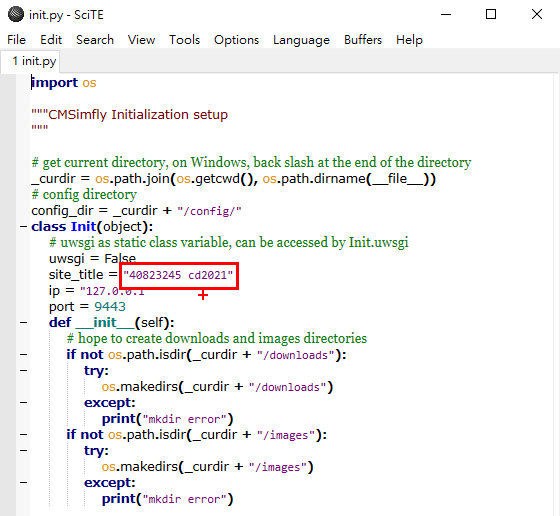 init.py - SciTE
File Edit Search View Tools Options Language Buffers Help
1 init.py
import os
"""CMSimfly Initialization setup
"""
# get current directory, on Windows, back slash at the end of the directory
_curdir = os.path.join(os.getcwd(), os.path.dirname(__file__))
# config directory
config_dir = _curdir + "/config/"
class Init(object):
# uwsgi as static class variable, can be accessed by Init.uwsgi
uwsgi = False
site_title = "40823245 cd2021"
ip = "127.0.0.1
port = 9443
def __init__(self):
# hope to create downloads and images directories
if not os.path.isdir(_curdir + "/downloads"):
try:
os.makedirs(_curdir + "/downloads")
except:
print("mkdir error")
if not os.path.isdir(_curdir + "/images"):
try:
os.makedirs(_curdir + "/images")
except:
print("mkdir error")